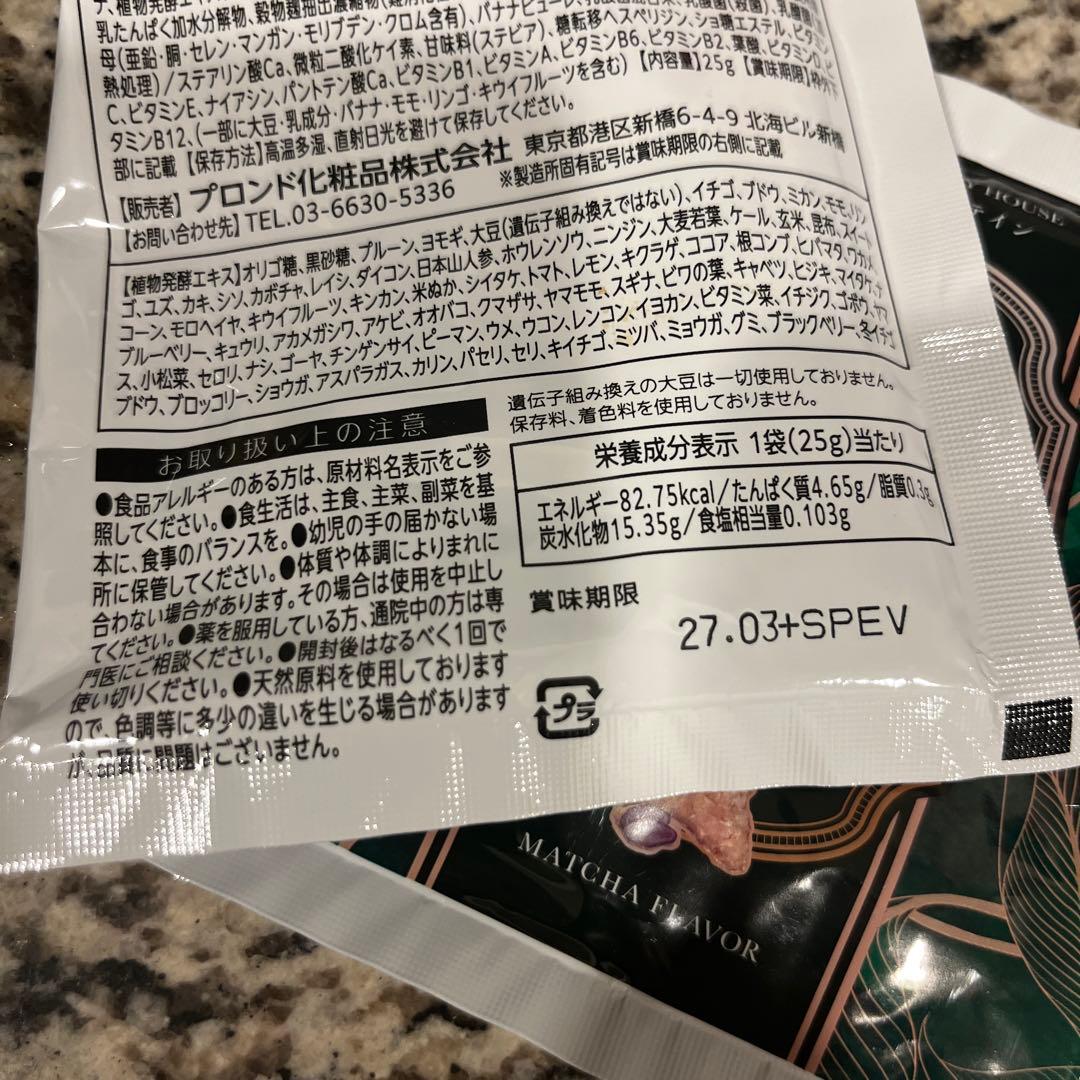 、植物発酵エキス
乳たんぱく加水分解物、穀物麹抽出濃縮物
母(亜鉛・胴・セレン・マンガン・モリブデン・クロム含有)、バナナピューレ
熱処理)/ステアリン酸Ca、微粒二酸化ケイ素、甘味料(ステビア)、糖転移ヘスペリジン、ショ糖エステル、ビタミン
C、ビタミンE、ナイアシン、パントテン酸Ca、ビタミンB1、ビタミンA、ビタミンB6、ビタミンB2、葉酸、ビタミンD、ビ
タミンB12、(一部に大豆・乳成分・バナナ・モモ・リンゴ・キウイフルーツを含む)【内容量】25g【賞味期限】枠外下
部に記載【保存方法】高温多湿、直射日光を避けて保存してください。
【販売者】プロンド化粧品株式会社 東京都港区新橋6-4-9 北海ビル新橋
【お問い合わせ先】TEL.03-6630-5336 ※製造所固有記号は賞味期限の右側に記載
【植物発酵エキス】オリゴ糖、黒砂糖、プルーン、ヨモギ、大豆(遺伝子組み換えではない)、イチゴ、ブドウ、ミカン、モモ、リン
ゴ、ユズ、カキ、シソ、カボチャ、レイシ、ダイコン、日本山人参、ホウレンソウ、ニンジン、大麦若葉、ケール、玄米、昆布、スイート
コーン、モロヘイヤ、キウイフルーツ、キンカン、米ぬか、シイタケ、トマト、レモン、キクラゲ、ココア、根コンブ、ヒバマタ、ワカメ、
ブルーベリー、キュウリ、アカメガシワ、アケビ、オオバコ、クマザサ、ヤマモモ、スギナ、ビワの葉、キャベツ、ヒジキ、マイタケ、ナ
ス、小松菜、セロリ、ナシ、ゴーヤ、チンゲンサイ、ピーマン、ウメ、ウコン、レンコン、イヨカン、ビタミン菜、イチジク、ゴボウ、ヤマ
ブドウ、ブロッコリー、ショウガ、アスパラガス、カリン、パセリ、セリ、キイチゴ、ミツバ、ミョウガ、グミ、ブラックベリー、冬イチゴ
遺伝子組み換えの大豆は一切使用しておりません。
保存料、着色料を使用しておりません。
お取り扱い上の注意
●食品アレルギーのある方は、原材料名表示をご参
照してください。●食生活は、主食、主菜、副菜を基
本に、食事のバランスを。●幼児の手の届かない場
所に保管してください。●体質や体調によりまれに
合わない場合があります。その場合は使用を中止し
てください。●薬を服用している方、通院中の方は専
門医にご相談ください。●開封後はなるべく1回で
使い切りください。●天然原料を使用しております
ので、色調等に多少の違いを生じる場合があります
が、品質に問題はございません。
栄養成分表示 1袋(25g)当たり
エネルギー82.75kcal/たんぱく質4.65g/脂質0.3g
炭水化物15.35g/食塩相当量0.103g
賞味期限
27.03+SPEV
プラ
HOUSE
イン
MATCHA FLAVOR